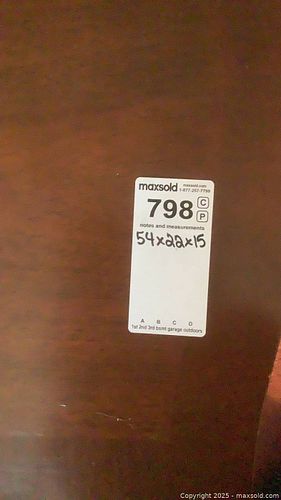 maxsold
maxsold.com
1-877-257-7799
798
C
P
notes and measurements
54x22x15
A B C D
1st 2nd 3rd bsmt garage outdoors
Copyright © 2025 - maxsold.com